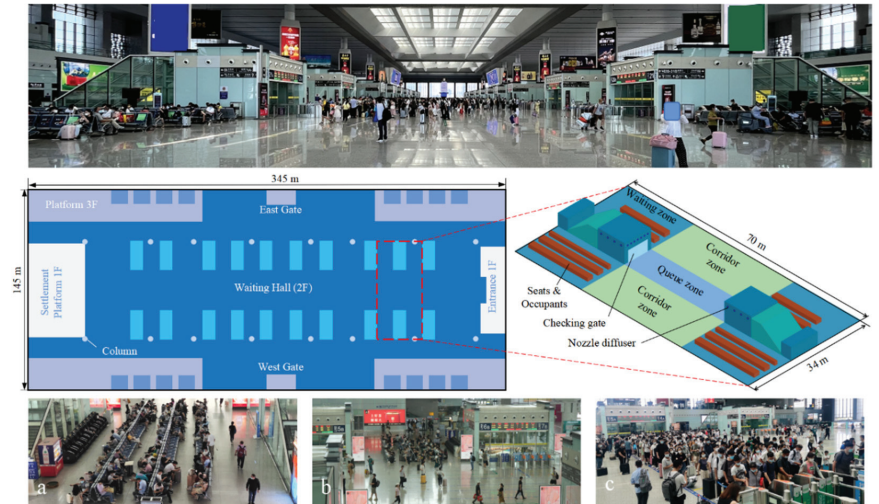 345 m
145 m
Platform 3F
East Gate
Settlement
Platform 1F
Waiting Hall (2F)
Entrance 1F
Column
West Gate
Waiting zone
70 m
Corridor
zone
Queue zone
Seats &
Occupants
Corridor
zone
Checking gate
Nozzle diffuser
34 m
a
b
c